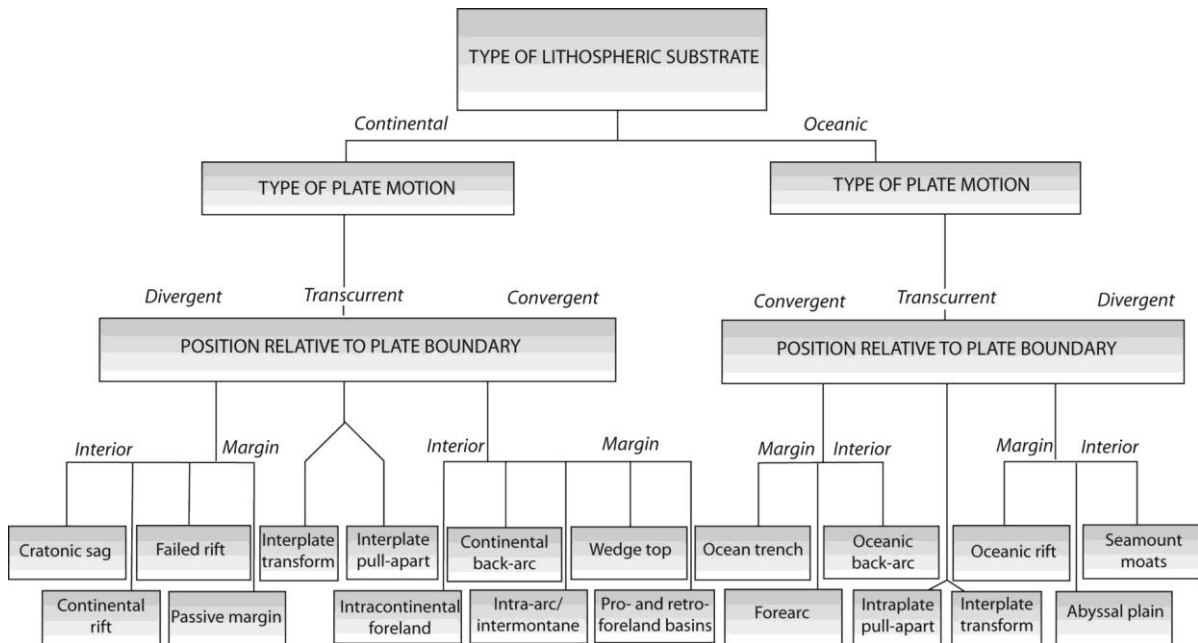 TYPE OF LITHOSPHERIC SUBSTRATE
Continental
Oceanic
TYPE OF PLATE MOTION
TYPE OF PLATE MOTION
Divergent
Transcurrent
Convergent
Convergent
Transcurrent
Divergent
POSITION RELATIVE TO PLATE BOUNDARY
POSITION RELATIVE TO PLATE BOUNDARY
Interior
Margin
Interior
Margin
Margin
Interior
Margin
Interior
Cratonic sag
Failed rift
Interplate
transform
Interplate
pull-apart
Continental
back-arc
Wedge top
Ocean trench
Oceanic
back-arc
Oceanic rift
Seamount
moats
Continental
rift
Passive margin
Intracontinental
foreland
Intra-arc/
intermontane
Pro- and retro-
foreland basins
Forearc
Intraplate
pull-apart
Interplate
transform
Abyssal plain